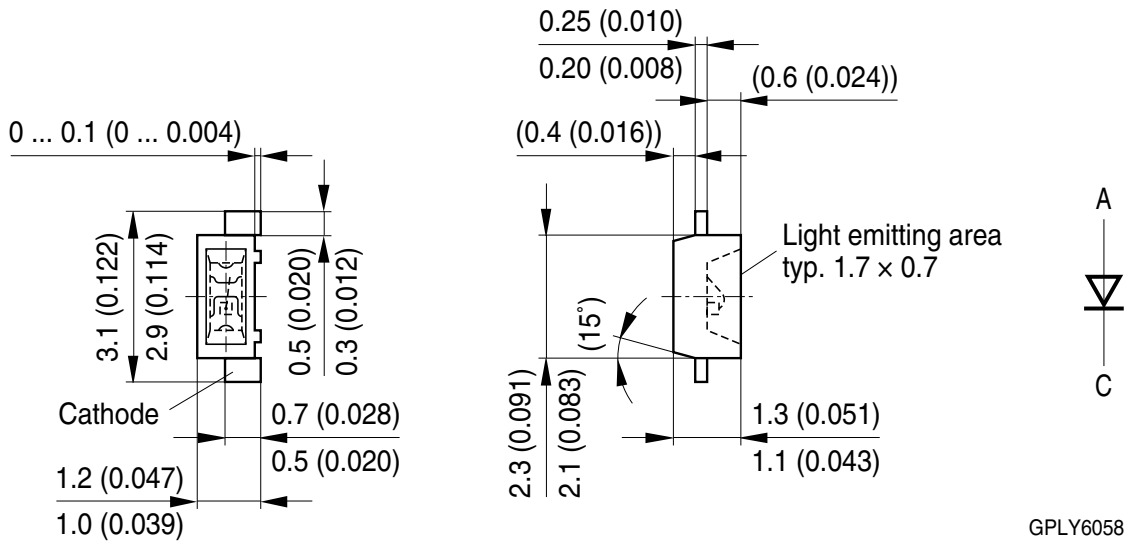 0.25 (0.010)
0.20 (0.008)
(0.6 (0.024))
0 ... 0.1 (0 ... 0.004)
(0.4 (0.016))
3.1 (0.122)
2.9 (0.114)
0.5 (0.020)
0.3 (0.012)
Cathode
0.7 (0.028)
0.5 (0.020)
1.2 (0.047)
1.0 (0.039)
Light emitting area
typ. 1.7 × 0.7
(15°)
2.3 (0.091)
2.1 (0.083)
1.3 (0.051)
1.1 (0.043)
A
C
GPLY6058